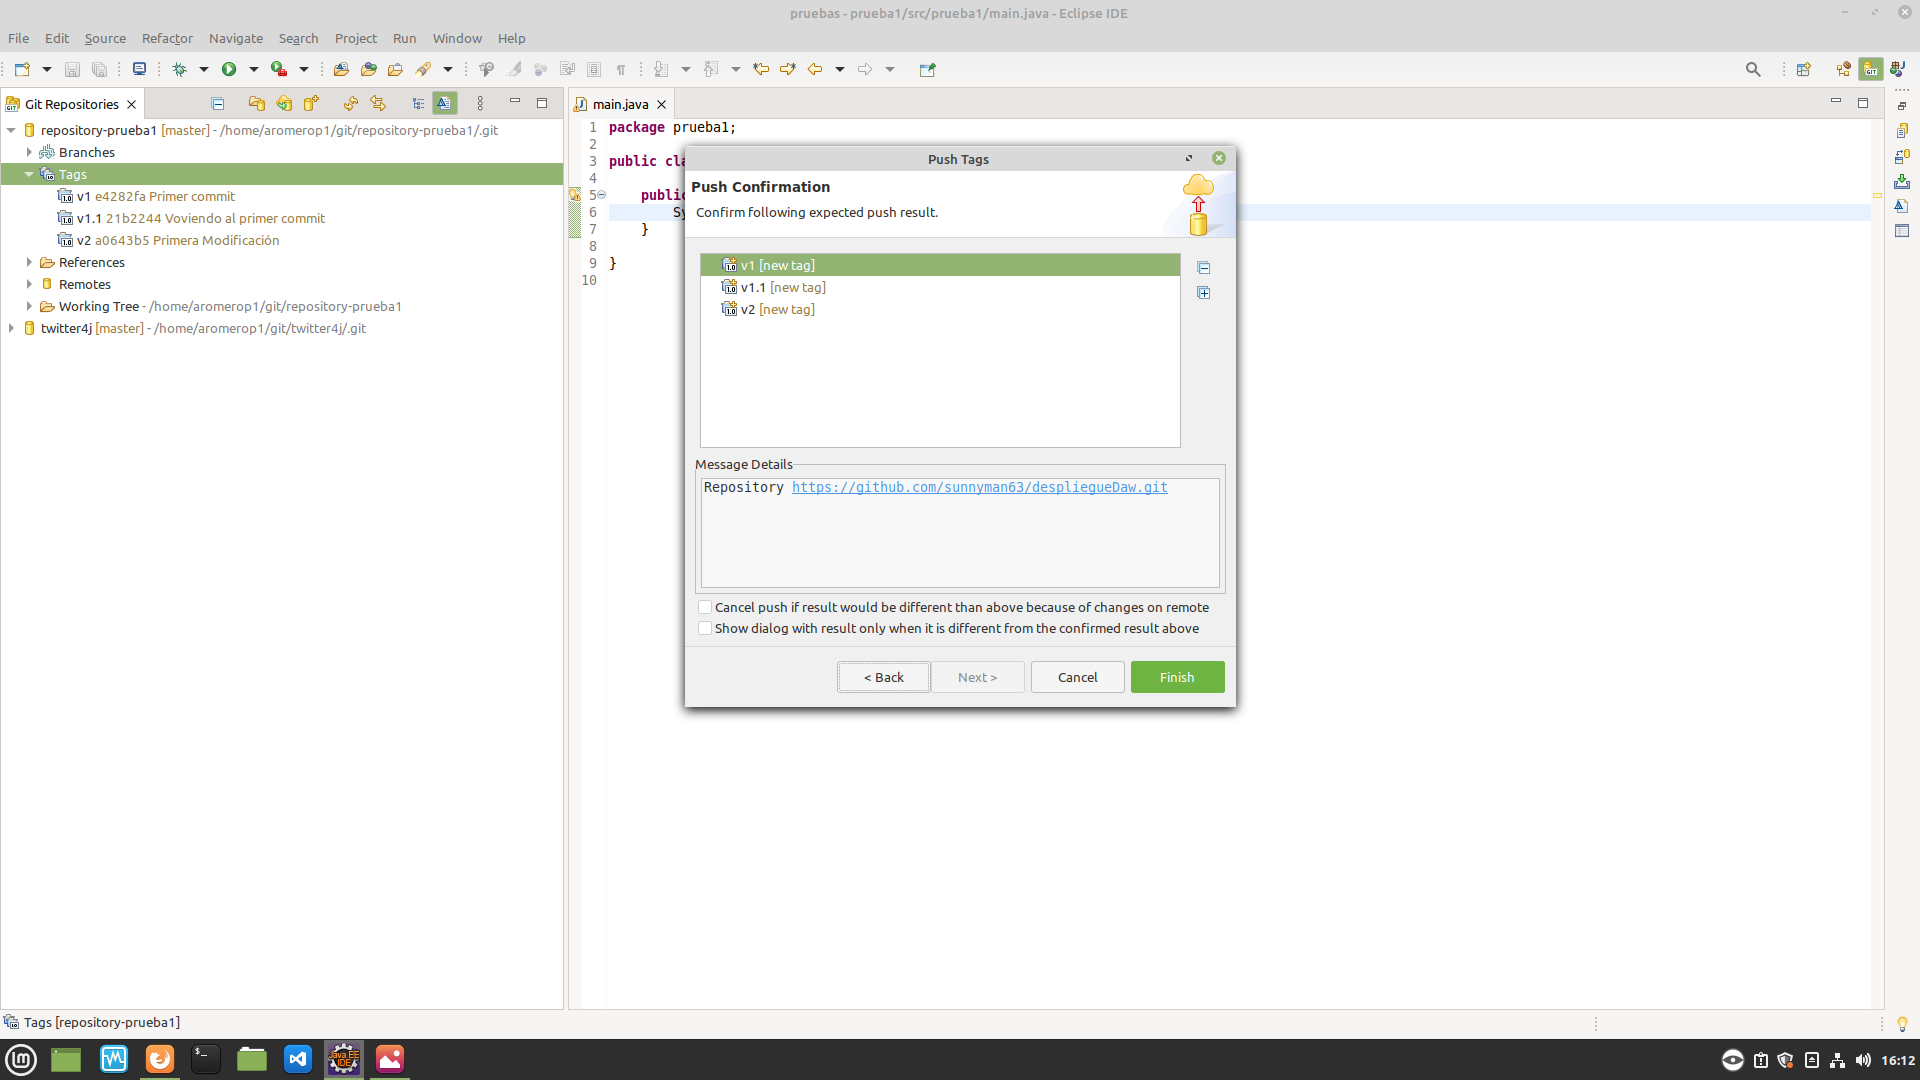 pruebas - prueba1/src/prueba1/main.java - Eclipse IDE
File Edit Source Refactor Navigate Search Project Run Window Help
Git Repositories
repository-prueba1 [master] - /home/aromerop1/git/repository-prueba1/.git
Branches
Tags
v1 e4282fa Primer commit
v1.1 21b2244 Voviendo al primer commit
v2 a0643b5 Primera Modificación
References
Remotes
Working Tree - /home/aromerop1/git/repository-prueba1
twitter4j [master] - /home/aromerop1/git/twitter4j/.git
main.java
1 package prueba1;
2
3 public cla
4
5 public
6 Sy
7 }
8
9 }
10
Push Tags
Push Confirmation
Confirm following expected push result.
v1 [new tag]
v1.1 [new tag]
v2 [new tag]
Message Details
Repository https://github.com/sunnyman63/despliegueDaw.git
Cancel push if result would be different than above because of changes on remote
Show dialog with result only when it is different from the confirmed result above
< Back Next > Cancel Finish
Tags [repository-prueba1]
Java EE
IDE
16:12